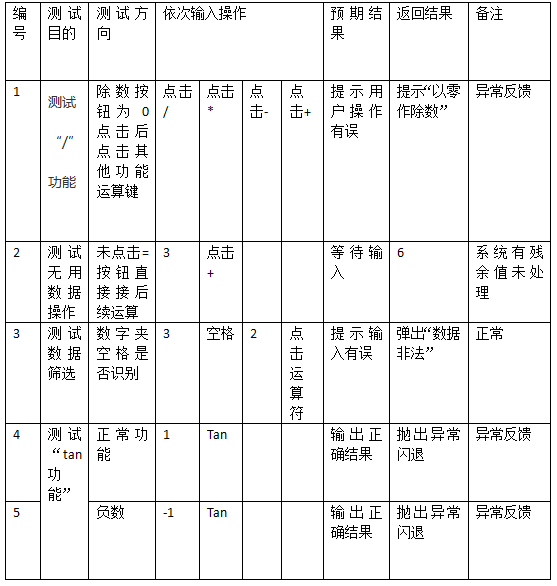 编号 测试目的 测试方向 依次输入操作 预期结果 返回结果 备注
1 测试“/”功能 除数按钮为0点击后点击其他功能运算键 点击/ 点击* 点击- 点击+ 提示用户操作有误 提示“以零作除数” 异常反馈
2 测试无用数据操作 未点击=按钮直接接后续运算 3 点击+ 等待输入 6 系统有残余值未处理
3 测试数据筛选 数字夹空格是否识别 3 空格 2 点击运算符 提示输入有误 弹出“数据非法” 正常
4 测试“tan功能” 正常功能 1 Tan 输出正确结果 抛出异常闪退 异常反馈
5 负数 -1 Tan 输出正确结果 抛出异常闪退 异常反馈